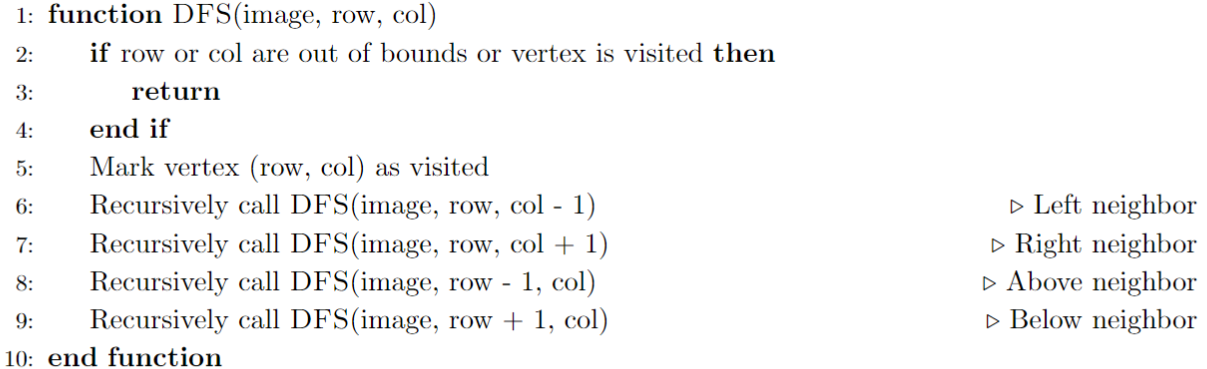 1: function DFS(image, row, col)
2: if row or col are out of bounds or vertex is visited then
3: return
4: end if
5: Mark vertex (row, col) as visited
6: Recursively call DFS(image, row, col - 1) ▷ Left neighbor
7: Recursively call DFS(image, row, col + 1) ▷ Right neighbor
8: Recursively call DFS(image, row - 1, col) ▷ Above neighbor
9: Recursively call DFS(image, row + 1, col) ▷ Below neighbor
10: end function